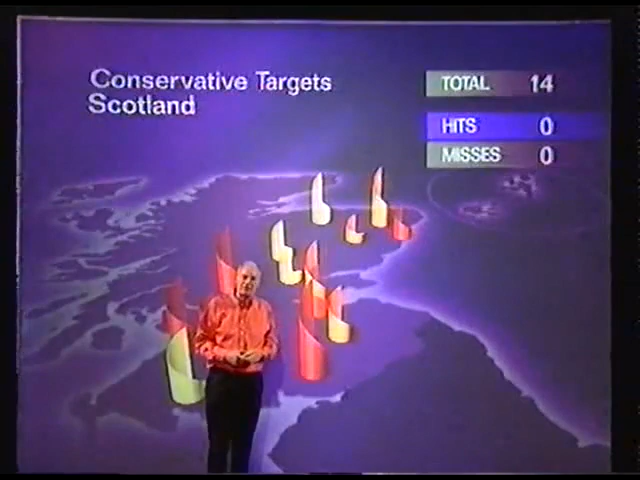 Conservative Targets
Scotland
TOTAL 14
HITS 0
MISSES 0